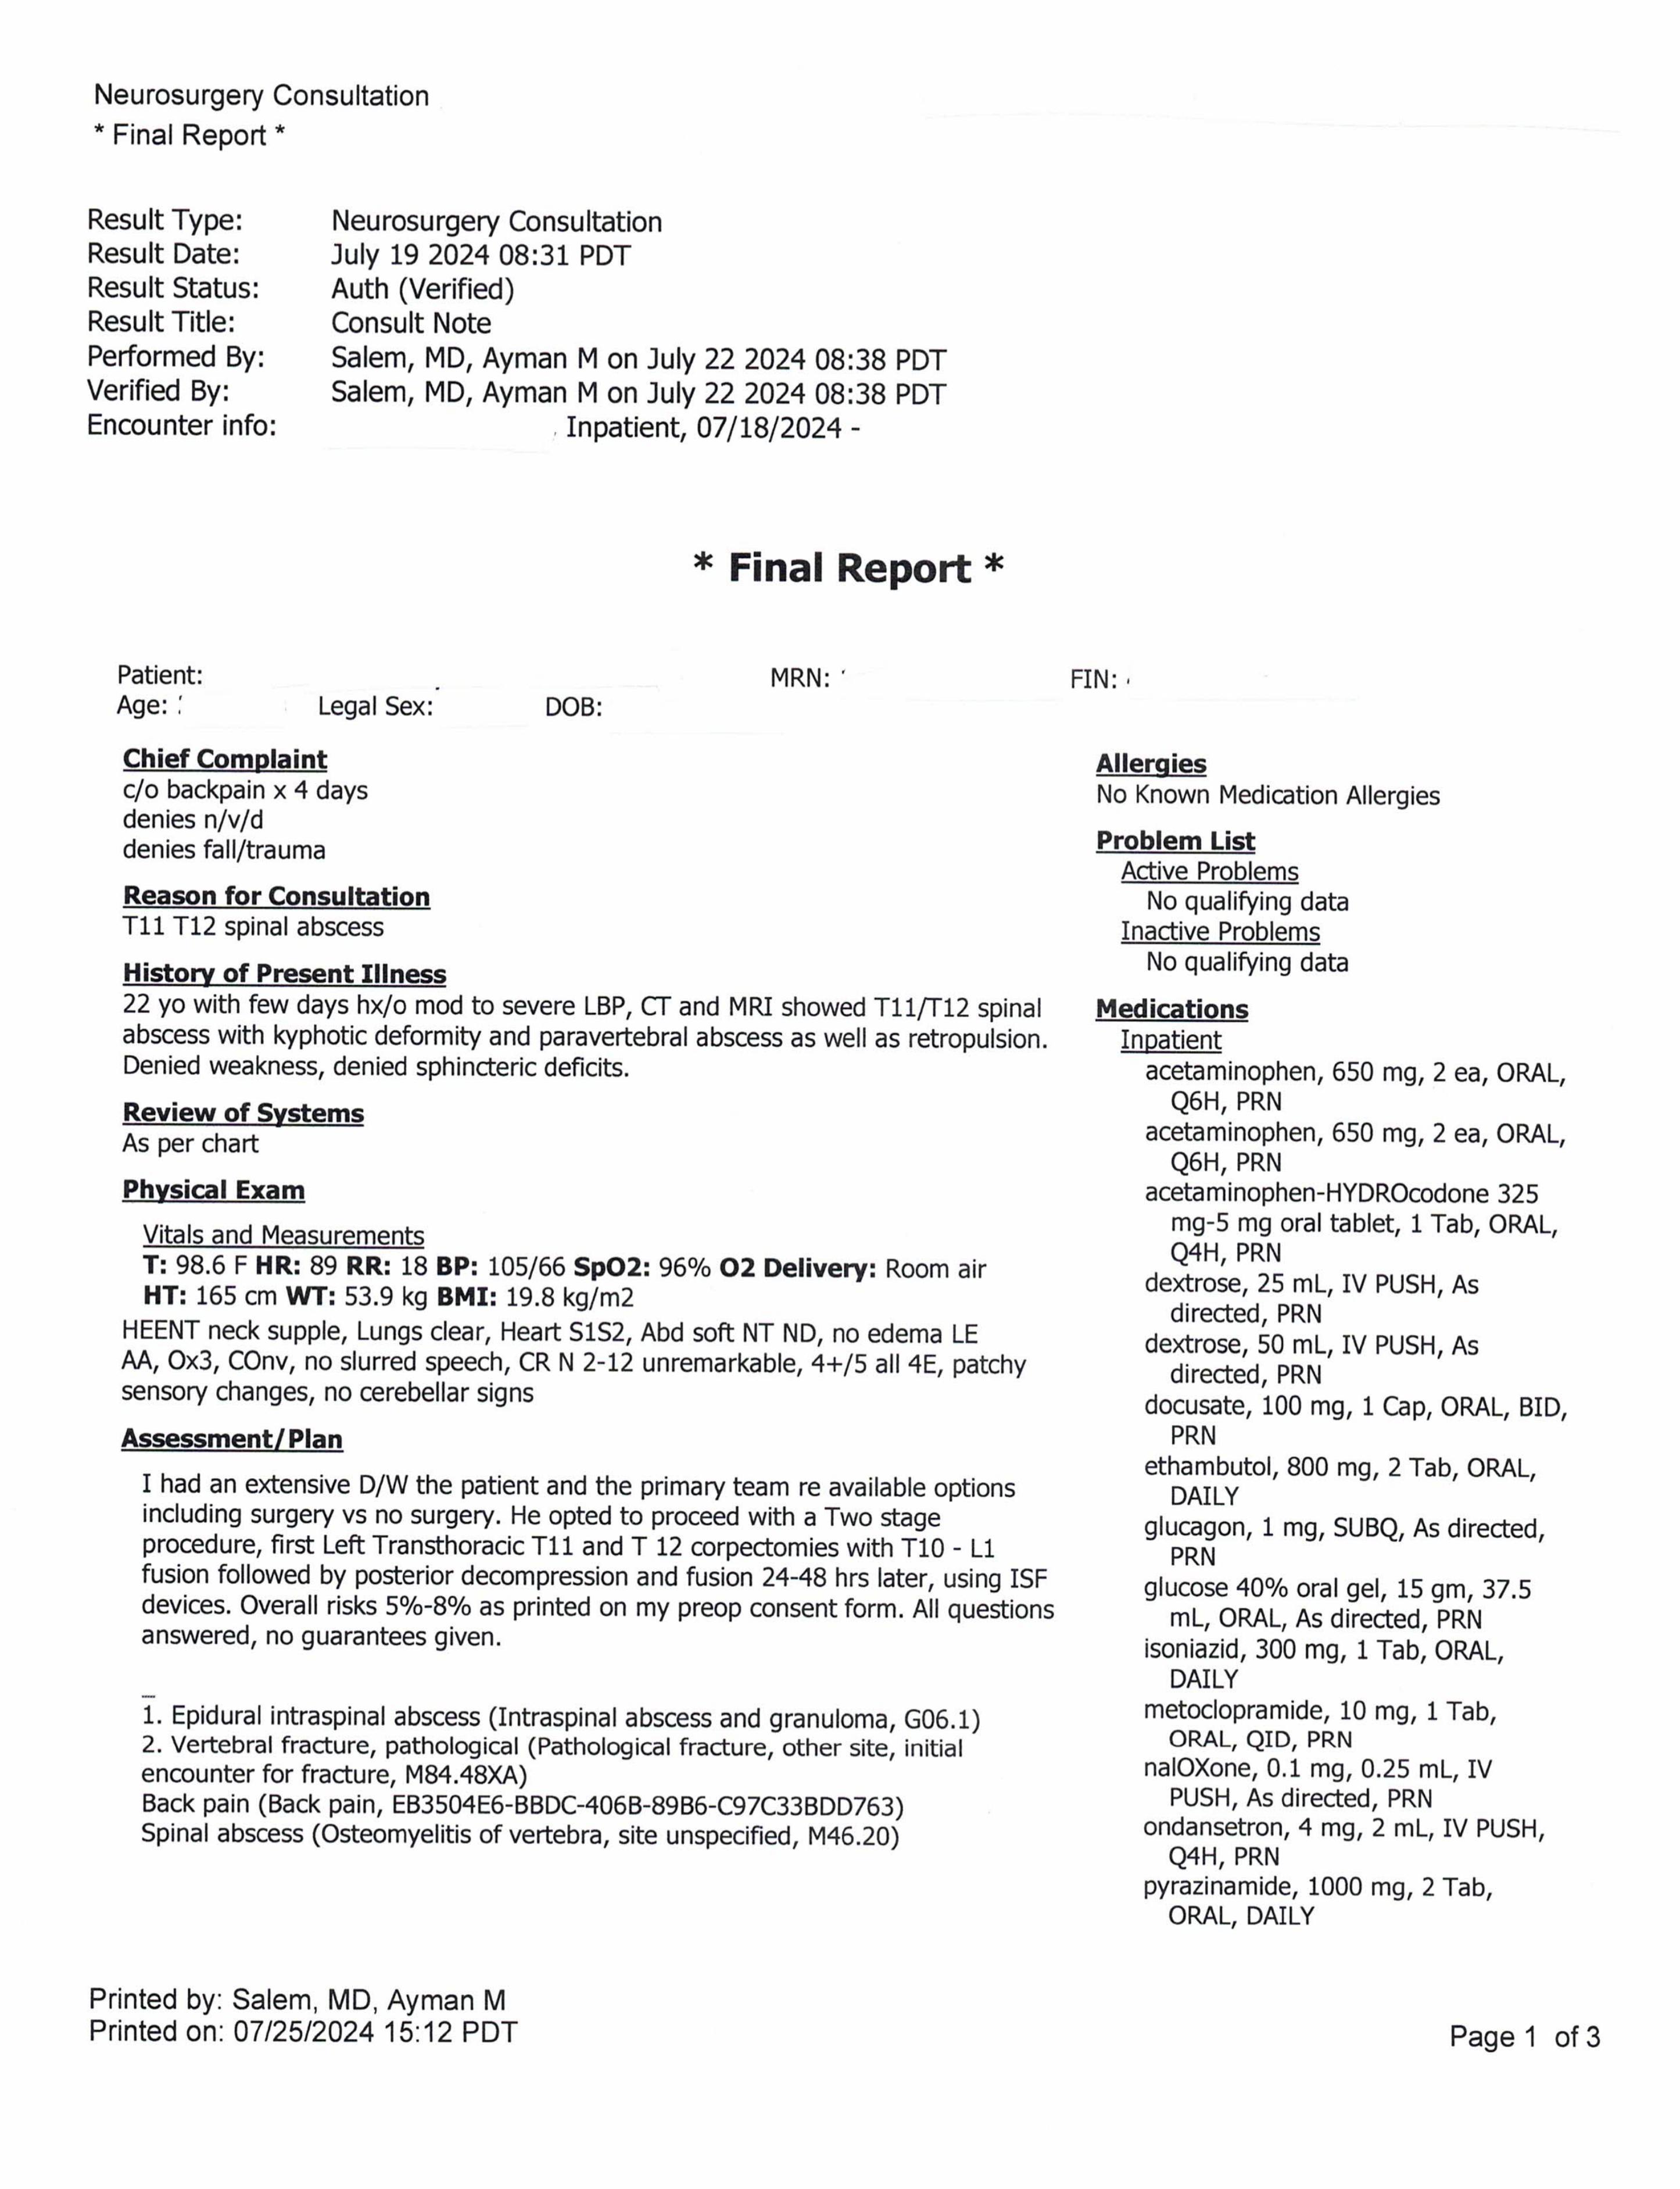 Neurosurgery Consultation
* Final Report *
Result Type: Neurosurgery Consultation
Result Date: July 19 2024 08:31 PDT
Result Status: Auth (Verified)
Result Title: Consult Note
Performed By: Salem, MD, Ayman M on July 22 2024 08:38 PDT
Verified By: Salem, MD, Ayman M on July 22 2024 08:38 PDT
Encounter info: Inpatient, 07/18/2024 -
* Final Report *
Patient: MRN: FIN:
Age: Legal Sex: DOB:
Chief Complaint
c/o backpain x 4 days
denies n/v/d
denies fall/trauma
Reason for Consultation
T11 T12 spinal abscess
History of Present Illness
22 yo with few days hx/o mod to severe LBP, CT and MRI showed T11/T12 spinal
abscess with kyphotic deformity and paravertebral abscess as well as retropulsion.
Denied weakness, denied sphincteric deficits.
Review of Systems
As per chart
Physical Exam
Vitals and Measurements
T: 98.6 F HR: 89 RR: 18 BP: 105/66 SpO2: 96% O2 Delivery: Room air
HT: 165 cm WT: 53.9 kg BMI: 19.8 kg/m2
HEENT neck supple, Lungs clear, Heart S1S2, Abd soft NT ND, no edema LE
AA, Ox3, COnv, no slurred speech, CR N 2-12 unremarkable, 4+/5 all 4E, patchy
sensory changes, no cerebellar signs
Assessment/Plan
I had an extensive D/W the patient and the primary team re available options
including surgery vs no surgery. He opted to proceed with a Two stage
procedure, first Left Transthoracic T11 and T 12 corpectomies with T10 - L1
fusion followed by posterior decompression and fusion 24-48 hrs later, using ISF
devices. Overall risks 5%-8% as printed on my preop consent form. All questions
answered, no guarantees given.
1. Epidural intraspinal abscess (Intraspinal abscess and granuloma, G06.1)
2. Vertebral fracture, pathological (Pathological fracture, other site, initial
encounter for fracture, M84.48XA)
Back pain (Back pain, EB3504E6-BBDC-406B-89B6-C97C33BDD763)
Spinal abscess (Osteomyelitis of vertebra, site unspecified, M46.20)
Allergies
No Known Medication Allergies
Problem List
Active Problems
No qualifying data
Inactive Problems
No qualifying data
Medications
Inpatient
acetaminophen, 650 mg, 2 ea, ORAL,
Q6H, PRN
acetaminophen, 650 mg, 2 ea, ORAL,
Q6H, PRN
acetaminophen-HYDROcodone 325
mg-5 mg oral tablet, 1 Tab, ORAL,
Q4H, PRN
dextrose, 25 mL, IV PUSH, As
directed, PRN
dextrose, 50 mL, IV PUSH, As
directed, PRN
docusate, 100 mg, 1 Cap, ORAL, BID,
PRN
ethambutol, 800 mg, 2 Tab, ORAL,
DAILY
glucagon, 1 mg, SUBQ, As directed,
PRN
glucose 40% oral gel, 15 gm, 37.5
mL, ORAL, As directed, PRN
isoniazid, 300 mg, 1 Tab, ORAL,
DAILY
metoclopramide, 10 mg, 1 Tab,
ORAL, QID, PRN
nalOXone, 0.1 mg, 0.25 mL, IV
PUSH, As directed, PRN
ondansetron, 4 mg, 2 mL, IV PUSH,
Q4H, PRN
pyrazinamide, 1000 mg, 2 Tab,
ORAL, DAILY
Printed by: Salem, MD, Ayman M
Printed on: 07/25/2024 15:12 PDT
Page 1 of 3